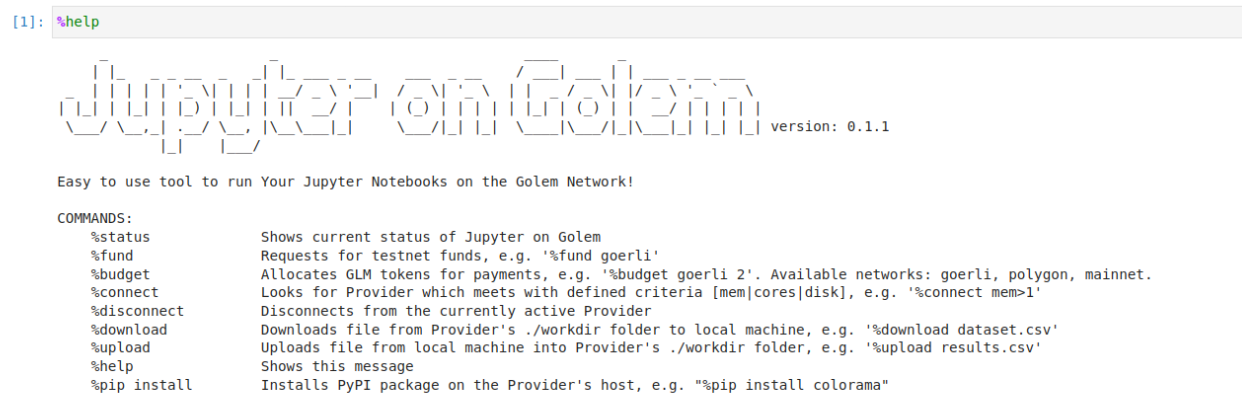 [1]: %help
Jupyter on Golem version: 0.1.1
Easy to use tool to run Your Jupyter Notebooks on the Golem Network!
COMMANDS:
%status Shows current status of Jupyter on Golem
%fund Requests for testnet funds, e.g. '%fund goerli'
%budget Allocates GLM tokens for payments, e.g. '%budget goerli 2'. Available networks: goerli, polygon, mainnet.
%connect Looks for Provider which meets with defined criteria [mem|cores|disk], e.g. '%connect mem>1'
%disconnect Disconnects from the currently active Provider
%download Downloads file from Provider's ./workdir folder to local machine, e.g. '%download dataset.csv'
%upload Uploads file from local machine into Provider's ./workdir folder, e.g. '%upload results.csv'
%help Shows this message
%pip install Installs PyPI package on the Provider's host, e.g. "%pip install colorama"